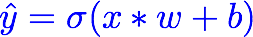 ŷ = σ(x * w + b)